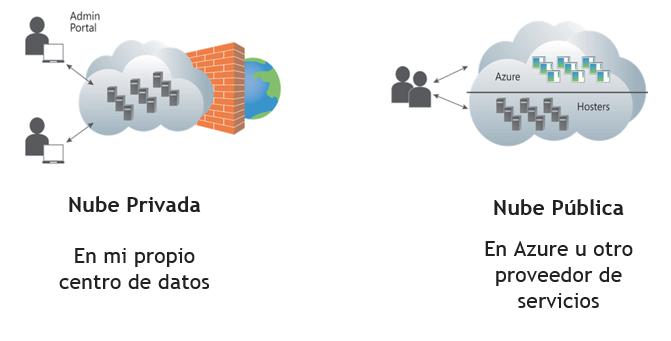 Admin
Portal
Nube Privada
En mi propio
centro de datos
Azure
Hosters
Nube Pública
En Azure u otro
proveedor de
servicios